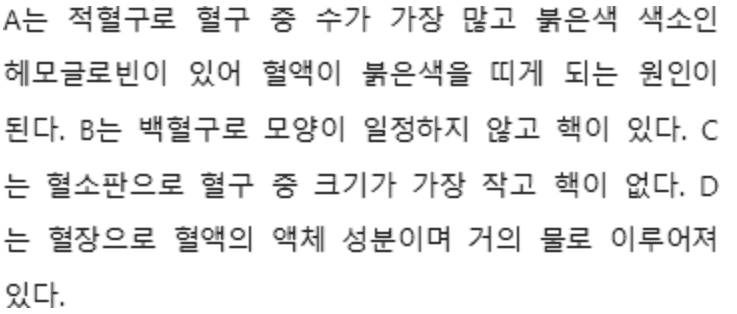 A는 적혈구로 혈구 중 수가 가장 많고 붉은색 색소인
헤모글로빈이 있어 혈액이 붉은색을 띠게 되는 원인이
된다. B는 백혈구로 모양이 일정하지 않고 핵이 있다. C
는 혈소판으로 혈구 중 크기가 가장 작고 핵이 없다. D
는 혈장으로 혈액의 액체 성분이며 거의 물로 이루어져
있다.